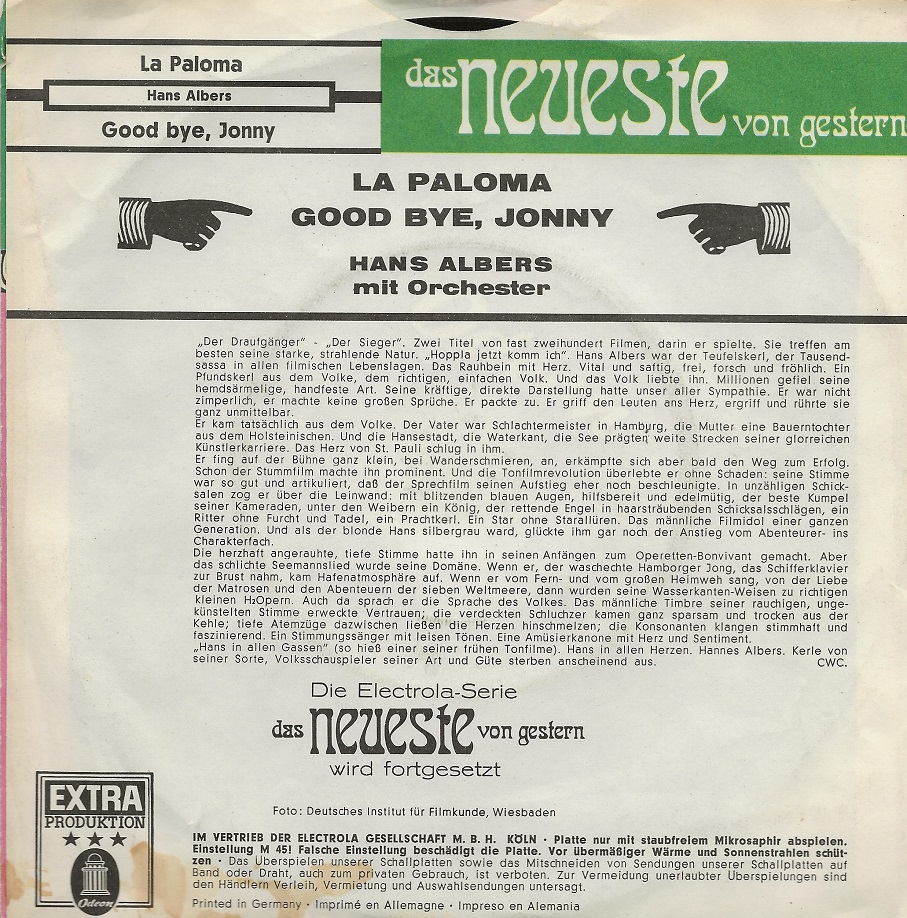 La Paloma
Hans Albers
Good bye, Jonny
das neueste von gestern
LA PALOMA
GOOD BYE, JONNY
HANS ALBERS
mit Orchester
„Der Draufgänger" - „Der Sieger". Zwei Titel von fast zweihundert Filmen, darin er spielte. Sie treffen am
besten seine starke, strahlende Natur. „Hoppla jetzt komm ich". Hans Albers war der Teufelskerl, der Tausend-
sassa in allen filmischen Lebenslagen. Das Rauhbein mit Herz. Vital und saftig, frei, forsch und fröhlich. Ein
Pfundskerl aus dem Volke, dem richtigen, einfachen Volk. Und das Volk liebte ihn. Millionen gefiel seine
hemdsärmelige, handfeste Art. Seine kräftige, direkte Darstellung hatte unser aller Sympathie. Er war nicht
zimperlich, er machte keine großen Sprüche. Er packte zu. Er griff den Leuten ans Herz, ergriff und rührte sie
ganz unmittelbar.
Er kam tatsächlich aus dem Volke. Der Vater war Schlachtermeister in Hamburg, die Mutter eine Bauerntochter
aus dem Holsteinischen. Und die Hansestadt, die Waterkant, die See prägten weite Strecken seiner glorreichen
Künstlerkarriere. Das Herz von St. Pauli schlug in ihm.
Er fing auf der Bühne ganz klein, bei Wanderschmieren, an, erkämpfte sich aber bald den Weg zum Erfolg.
Schon der Stummfilm machte ihn prominent. Und die Tonfilmrevolution überlebte er ohne Schaden: seine Stimme
war so gut und artikuliert, daß der Sprechfilm seinen Aufstieg eher noch beschleunigte. In unzähligen Schick-
salen zog er über die Leinwand: mit blitzenden blauen Augen, hilfsbereit und edelmütig, der beste Kumpel
seiner Kameraden, unter den Weibern ein König, der rettende Engel in haarsträubenden Schicksalsschlägen, ein
Ritter ohne Furcht und Tadel, ein Prachtkerl. Ein Star ohne Starallüren. Das männliche Filmidol einer ganzen
Generation. Und als der blonde Hans silbergrau ward, glückte ihm gar noch der Anstieg vom Abenteurer- ins
Charakterfach.
Die herzhaft angerauhte, tiefe Stimme hatte ihn in seinen Anfängen zum Operetten-Bonvivant gemacht. Aber
das schlichte Seemannslied wurde seine Domäne. Wenn er, der waschechte Hamborger Jong, das Schifferklavier
zur Brust nahm, kam Hafenatmosphäre auf. Wenn er vom Fern- und vom großen Heimweh sang, von der Liebe
der Matrosen und den Abenteuern der sieben Weltmeere, dann wurden seine Wasserkanten-Weisen zu richtigen
kleinen H₂Opern. Auch da sprach er die Sprache des Volkes. Das männliche Timbre seiner rauchigen, unge-
künstelten Stimme erweckte Vertrauen; die verdeckten Schluchzer kamen ganz sparsam und trocken aus der
Kehle; tiefe Atemzüge dazwischen ließen die Herzen hinschmelzen; die Konsonanten klangen stimmhaft und
faszinierend. Ein Stimmungssänger mit leisen Tönen. Eine Amüsierkanone mit Herz und Sentiment.
„Hans in allen Gassen" (so hieß einer seiner frühen Tonfilme). Hans in allen Herzen. Hannes Albers. Kerle von
seiner Sorte, Volksschauspieler seiner Art und Güte sterben anscheinend aus. CWC.
Die Electrola-Serie
das neueste von gestern
wird fortgesetzt
EXTRA
PRODUKTION
Odeon
Foto: Deutsches Institut für Filmkunde, Wiesbaden
IM VERTRIEB DER ELECTROLA GESELLSCHAFT M. B. H. KÖLN · Platte nur mit staubfreiem Mikrosaphir abspielen.
Einstellung M 45! Falsche Einstellung beschädigt die Platte. Vor übermäßiger Wärme und Sonnenstrahlen schüt-
zen · Das Überspielen unserer Schallplatten sowie das Mitschneiden von Sendungen unserer Schallplatten auf
Band oder Draht, auch zum privaten Gebrauch, ist verboten. Zur Vermeidung unerlaubter Überspielungen sind
den Händlern Verleih, Vermietung und Auswahlsendungen untersagt.
Printed in Germany · Imprimé en Allemagne · Impreso en Alemania